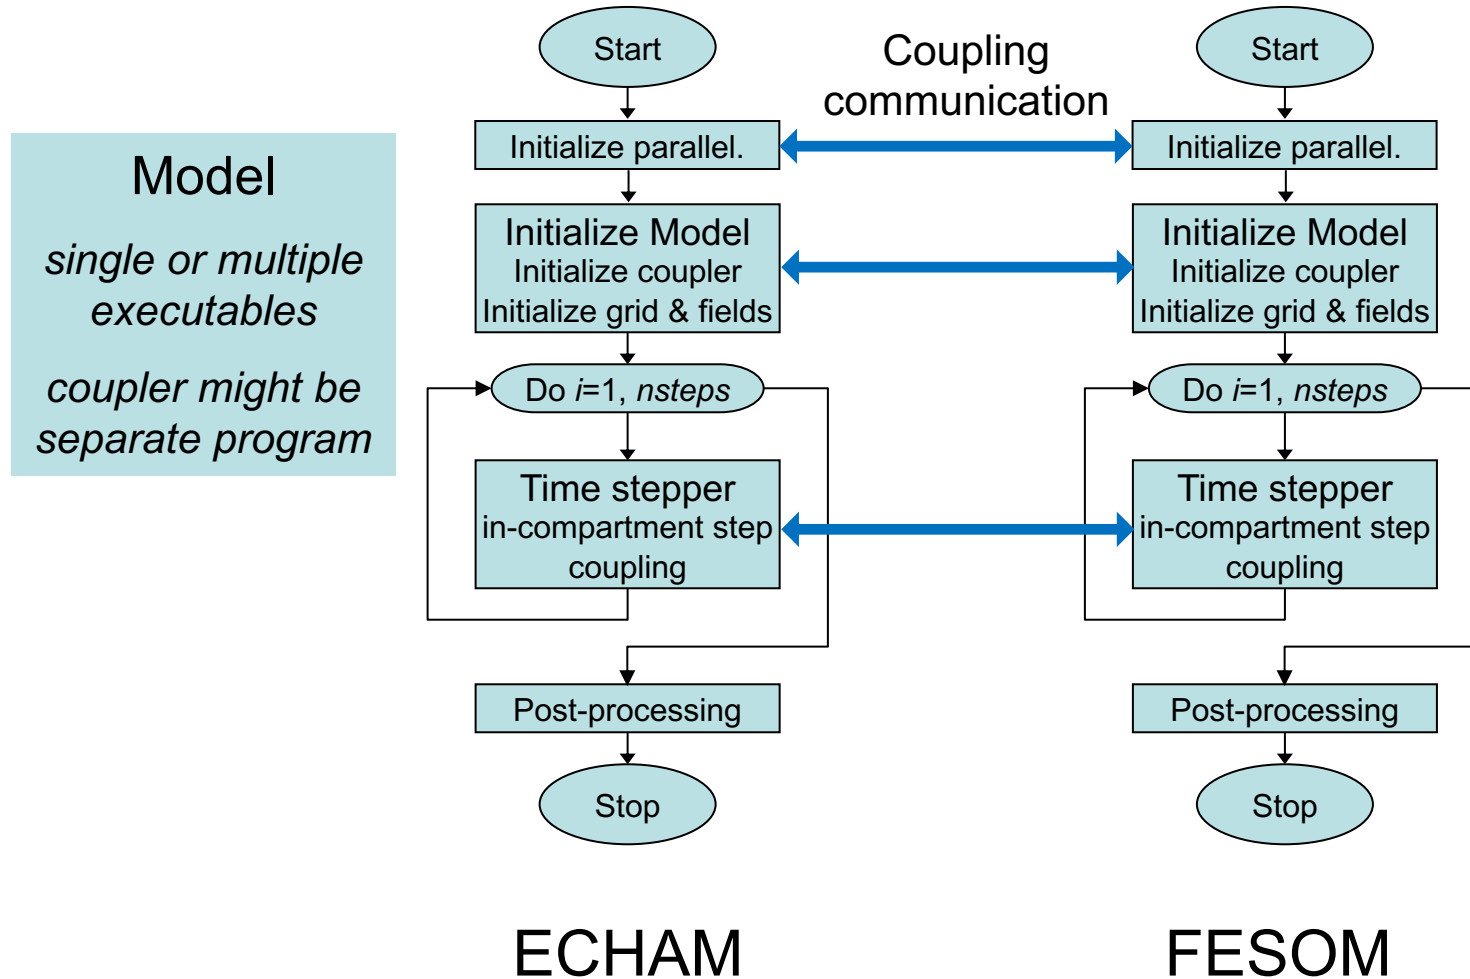 Model
single or multiple
executables
coupler might be
separate program
Start
Initialize parallel.
Initialize Model
Initialize coupler
Initialize grid & fields
Do i=1, nsteps
Time stepper
in-compartment step
coupling
Post-processing
Stop
ECHAM
Coupling
communication
Start
Initialize parallel.
Initialize Model
Initialize coupler
Initialize grid & fields
Do i=1, nsteps
Time stepper
in-compartment step
coupling
Post-processing
Stop
FESOM